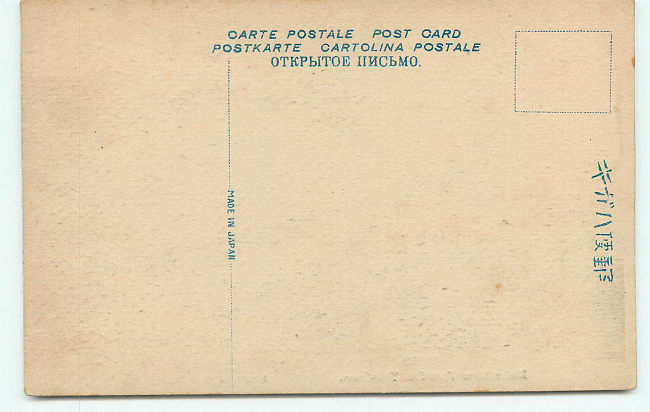 CARTE POSTALE POST CARD
POSTKARTE CARTOLINA POSTALE
ОТКРЫТОЕ ПИСЬМО.
MADE IN JAPAN
郵便ハガキ